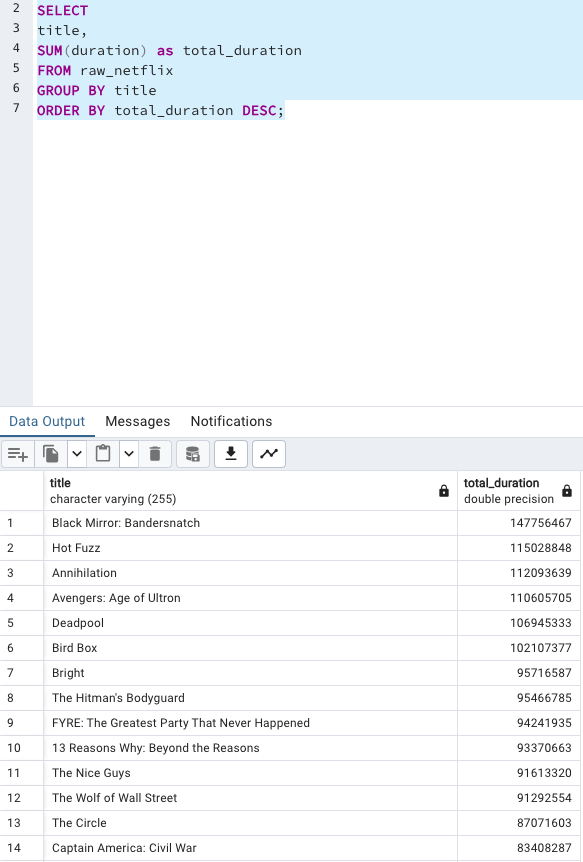 2 SELECT
3 title,
4 SUM(duration) as total_duration
5 FROM raw_netflix
6 GROUP BY title
7 ORDER BY total_duration DESC;
Data Output Messages Notifications
title total_duration
character varying (255) double precision
1 Black Mirror: Bandersnatch 147756467
2 Hot Fuzz 115028848
3 Annihilation 112093639
4 Avengers: Age of Ultron 110605705
5 Deadpool 106945333
6 Bird Box 102107377
7 Bright 95716587
8 The Hitman's Bodyguard 95466785
9 FYRE: The Greatest Party That Never Happened 94241935
10 13 Reasons Why: Beyond the Reasons 93370663
11 The Nice Guys 91613320
12 The Wolf of Wall Street 91292554
13 The Circle 87071603
14 Captain America: Civil War 83408287